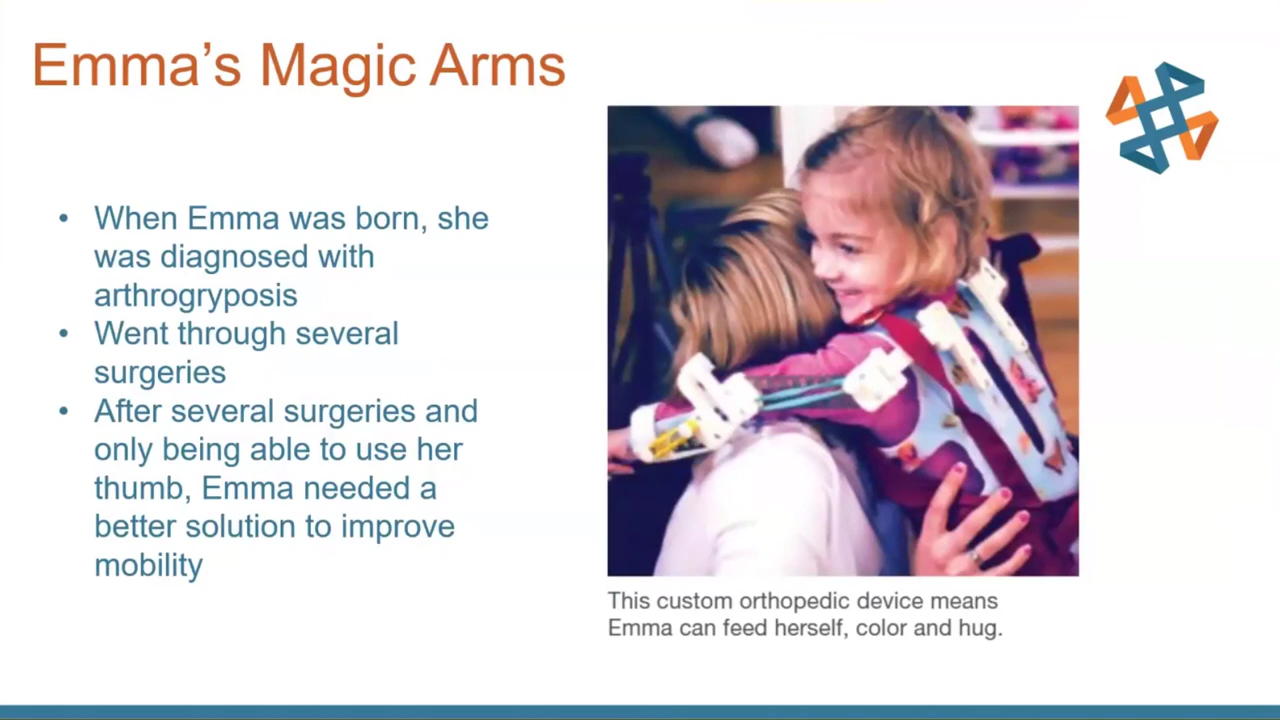 Emma’s Magic Arms
• When Emma was born, she
was diagnosed with
arthrogryposis
• Went through several
surgeries
• After several surgeries and
only being able to use her
thumb, Emma needed a
better solution to improve
mobility
This custom orthopedic device means
Emma can feed herself, color and hug.